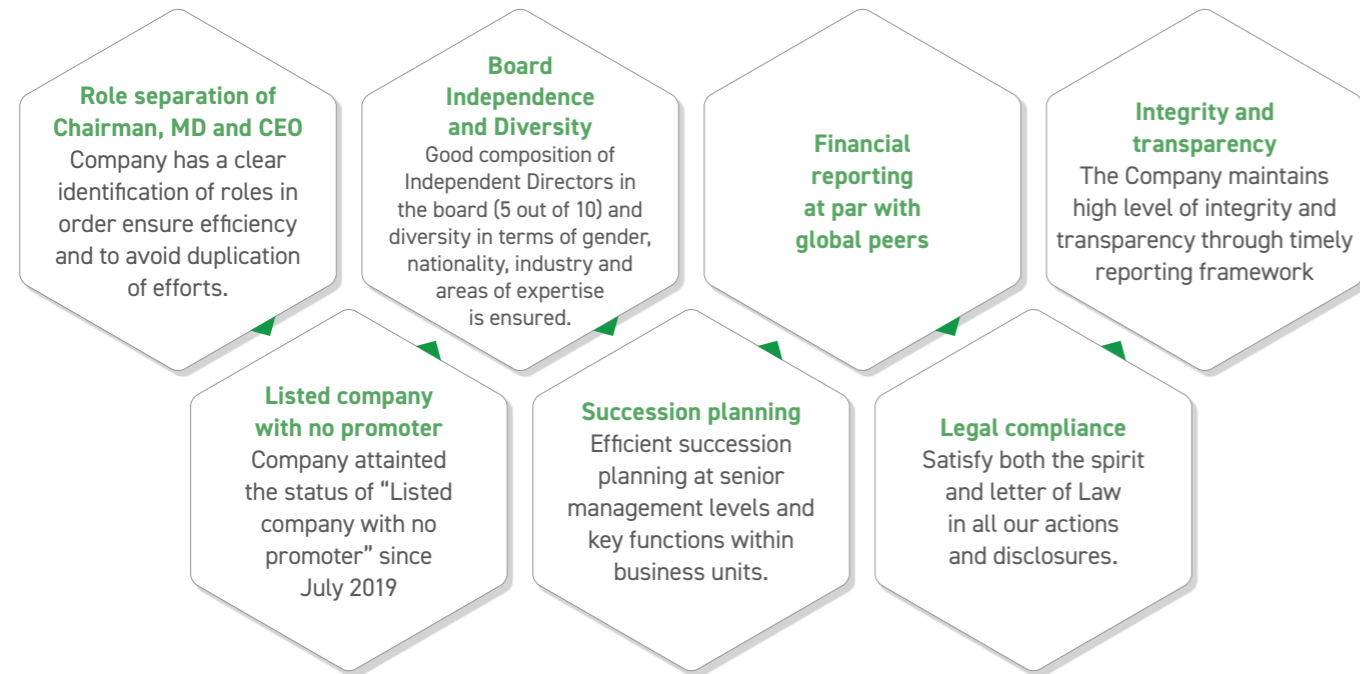 Role separation of
Chairman, MD and CEO
Company has a clear
identification of roles in
order ensure efficiency
and to avoid duplication
of efforts.
Board
Independence
and Diversity
Good composition of
Independent Directors in
the board (5 out of 10) and
diversity in terms of gender,
nationality, industry and
areas of expertise
is ensured.
Financial
reporting
at par with
global peers
Integrity and
transparency
The Company maintains
high level of integrity and
transparency through timely
reporting framework
Listed company
with no promoter
Company attainted
the status of “Listed
company with no
promoter” since
July 2019
Succession planning
Efficient succession
planning at senior
management levels and
key functions within
business units.
Legal compliance
Satisfy both the spirit
and letter of Law
in all our actions
and disclosures.